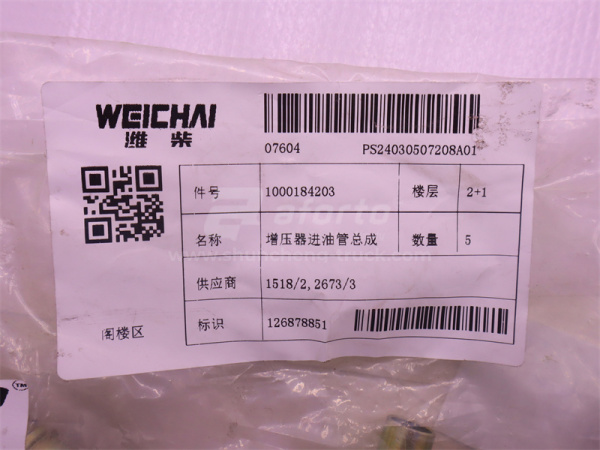 WEICHAI
潍柴
07604 PS24030507208A01
件号 1000184203 楼层 2+1
名称 增压器进油管总成 数量 5
供应商 1518/2,2673/3
阁楼区
标识 126878851
aforto
TM